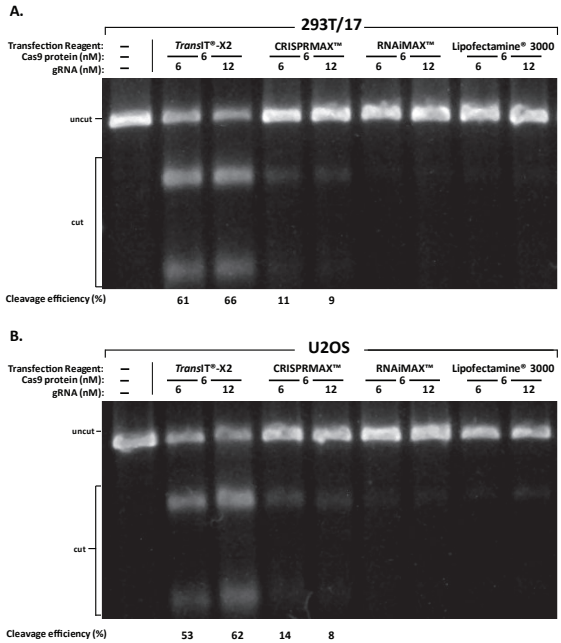 A.
293T/17
Transfection Reagent: – TransIT®-X2 CRISPRMAX™ RNAiMAX™ Lipofectamine® 3000
Cas9 protein (nM): – 6 6 6 6
gRNA (nM): – 6 12 6 12 6 12 6 12
uncut
cut
Cleavage efficiency (%) 61 66 11 9
B.
U2OS
Transfection Reagent: – TransIT®-X2 CRISPRMAX™ RNAiMAX™ Lipofectamine® 3000
Cas9 protein (nM): – 6 6 6 6
gRNA (nM): – 6 12 6 12 6 12 6 12
uncut
cut
Cleavage efficiency (%) 53 62 14 8